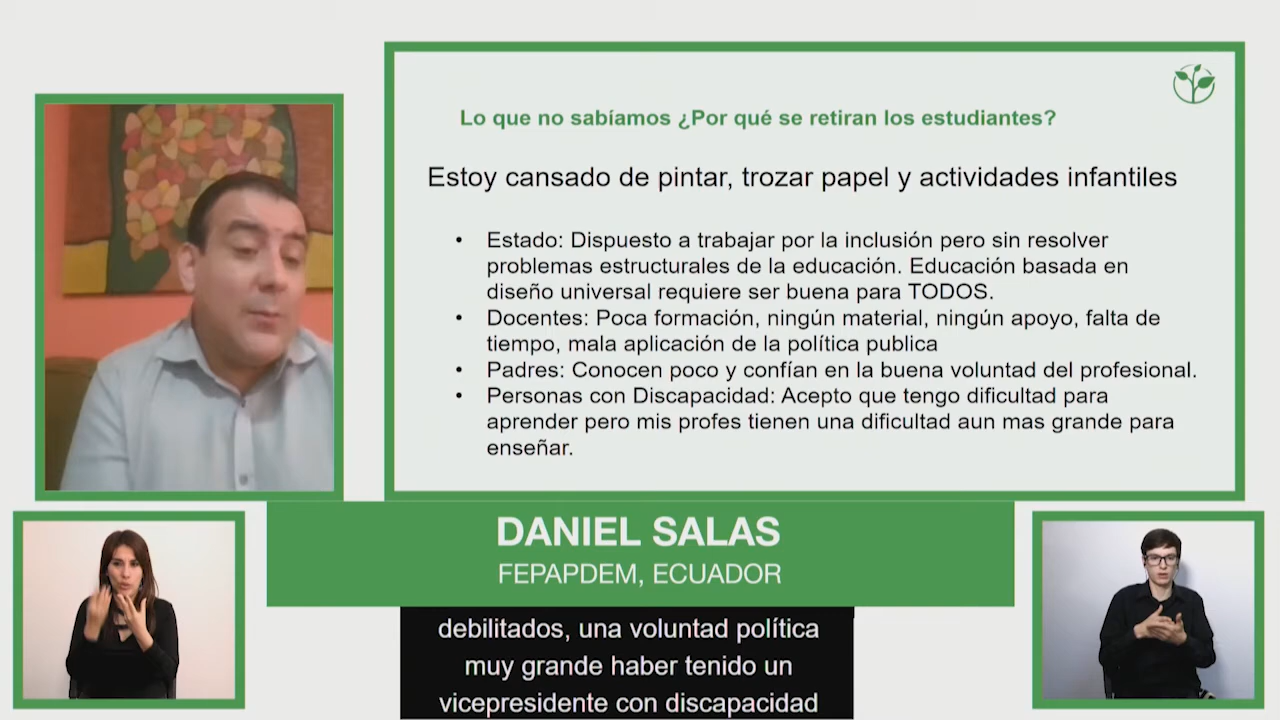 Lo que no sabíamos ¿Por qué se retiran los estudiantes?
Estoy cansado de pintar, trozar papel y actividades infantiles
• Estado: Dispuesto a trabajar por la inclusión pero sin resolver
problemas estructurales de la educación. Educación basada en
diseño universal requiere ser buena para TODOS.
• Docentes: Poca formación, ningún material, ningún apoyo, falta de
tiempo, mala aplicación de la política publica
• Padres: Conocen poco y confían en la buena voluntad del profesional.
• Personas con Discapacidad: Acepto que tengo dificultad para
aprender pero mis profes tienen una dificultad aun mas grande para
enseñar.
DANIEL SALAS
FEPAPDEM, ECUADOR
debilitados, una voluntad política
muy grande haber tenido un
vicepresidente con discapacidad